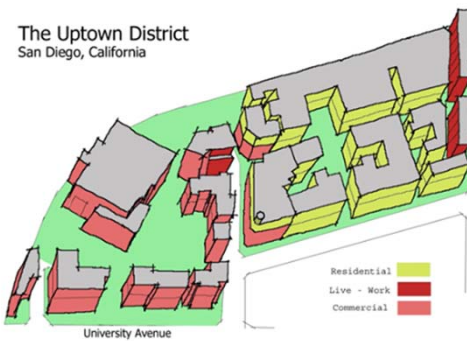 The Uptown District
San Diego, California
Residential
Live - Work
Commercial
University Avenue